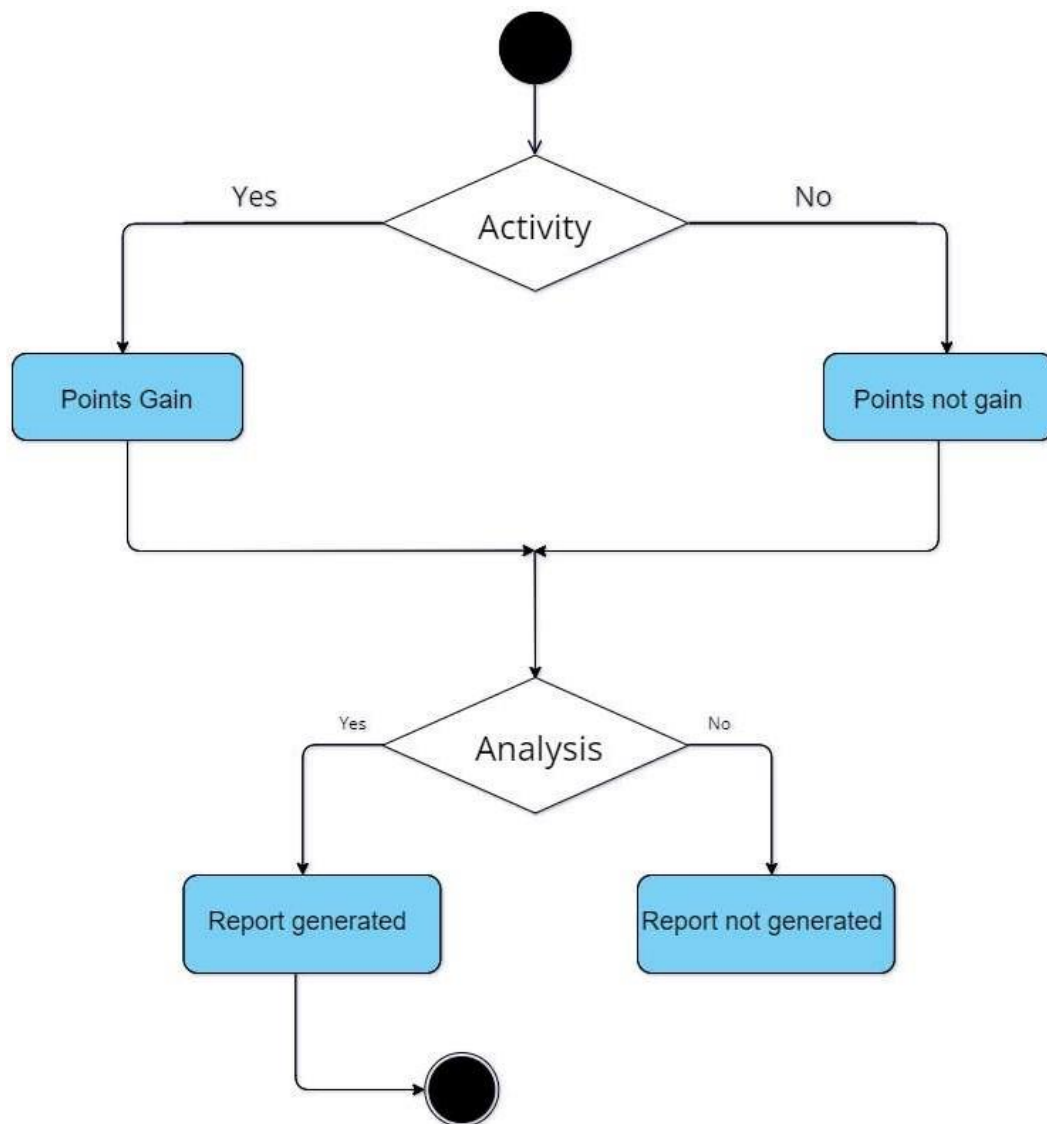 Yes
No
Activity
Points Gain
Points not gain
Yes
No
Analysis
Report generated
Report not generated